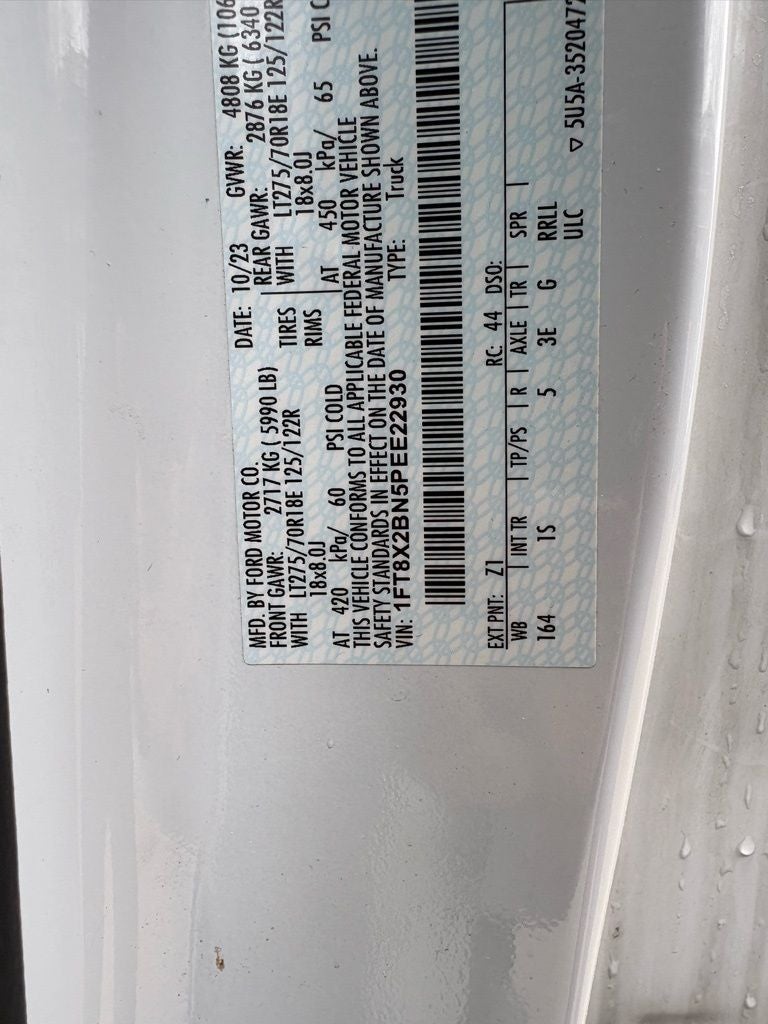 MFD. BY FORD MOTOR CO. DATE: 10/23 GVWR: 4808 KG (106
FRONT GAWR: 2717 KG ( 5990 LB) REAR GAWR: 2876 KG ( 6340
WITH LT275/70R18E 125/122R TIRES WITH LT275/70R18E 125/122R
18x8.0J RIMS 18x8.0J
AT 420 kPa/ 60 PSI COLD AT 450 kPa/ 65 PSI C
THIS VEHICLE CONFORMS TO ALL APPLICABLE FEDERAL MOTOR VEHICLE
SAFETY STANDARDS IN EFFECT ON THE DATE OF MANUFACTURE SHOWN ABOVE.
VIN: 1FT8X2BN5PEE22930 TYPE: Truck
EXT PNT: Z1 RC: 44 DSO:
WB INT TR TP/PS R AXLE TR SPR
164 1S 5 3E G RRLL
ULC ▽ 5U5A-3520472